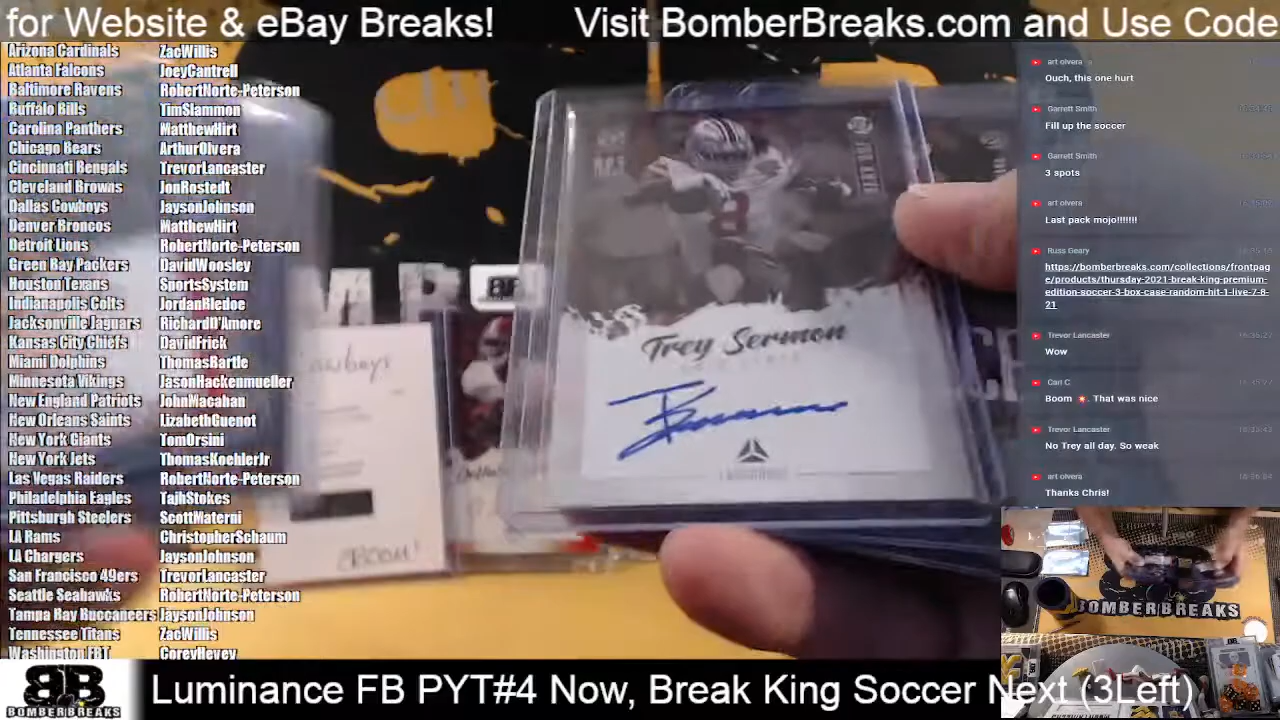 for Website & eBay Breaks! Visit BomberBreaks.com and Use Code
Arizona Cardinals ZacWillis
Atlanta Falcons JoeyCantrell
Baltimore Ravens RobertNorte-Peterson
Buffalo Bills TimSlammon
Carolina Panthers MatthewHirt
Chicago Bears ArthurOlvera
Cincinnati Bengals TrevorLancaster
Cleveland Browns JonRostedt
Dallas Cowboys JaysonJohnson
Denver Broncos MatthewHirt
Detroit Lions RobertNorte-Peterson
Green Bay Packers DavidWoosley
Houston Texans SportsSystem
Indianapolis Colts JordanBledoe
Jacksonville Jaguars RichardD'Amore
Kansas City Chiefs DavidFrick
Miami Dolphins ThomasBartle
Minnesota Vikings JasonHackenmueller
New England Patriots JohnMacahan
New Orleans Saints LizabethGuenot
New York Giants TomOrsini
New York Jets ThomasKoehlerJr
Las Vegas Raiders RobertNorte-Peterson
Philadelphia Eagles TajhStokes
Pittsburgh Steelers ScottMaterni
LA Rams ChristopherSchaum
LA Chargers JaysonJohnson
San Francisco 49ers TrevorLancaster
Seattle Seahawks RobertNorte-Peterson
Tampa Bay Buccaneers JaysonJohnson
Tennessee Titans ZacWillis
Washington FBT CoreyHevey
8
Trey Sermon
art olvera
Ouch, this one hurt
Garrett Smith
Fill up the soccer
Garrett Smith
3 spots
art olvera
Last pack mojo!!!!!!!
Russ Geary
https://bomberbreaks.com/collections/frontpag
e/products/thursday-2021-break-king-premium-
edition-soccer-3-box-case-random-hit-1-live-7-8-
21
Trevor Lancaster
Wow
Carl C
Boom 💥. That was nice
Trevor Lancaster
No Trey all day. So weak
art olvera
Thanks Chris!
BOMBERBREAKS
BB
BOMBERBREAKS
Luminance FB PYT#4 Now, Break King Soccer Next (3Left)